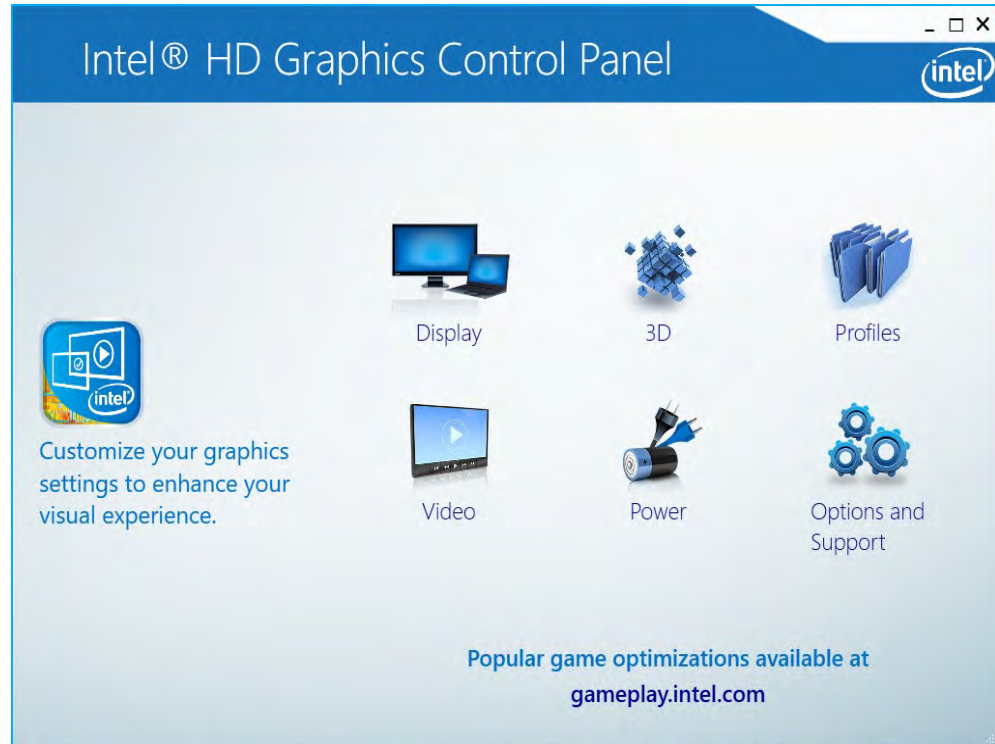 Intel® HD Graphics Control Panel
intel
Display
3D
Profiles
intel
Customize your graphics
settings to enhance your
visual experience.
Video
Power
Options and
Support
Popular game optimizations available at
gameplay.intel.com